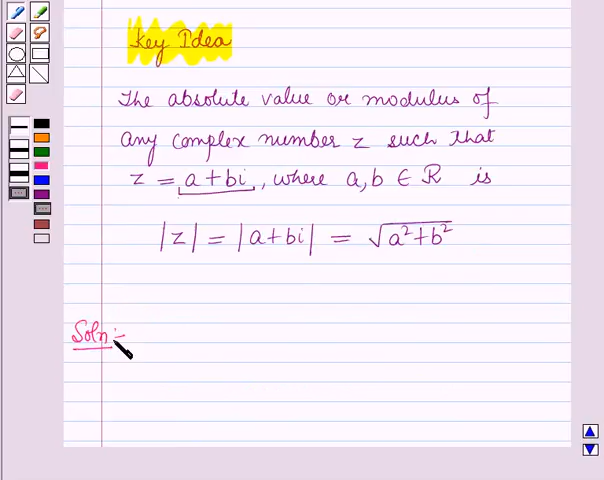 Key Idea
The absolute value or modulus of
any complex number z such that
z = a + bi, where a, b ∈ R is
|z| = |a + bi| = √a² + b²
Soln :-